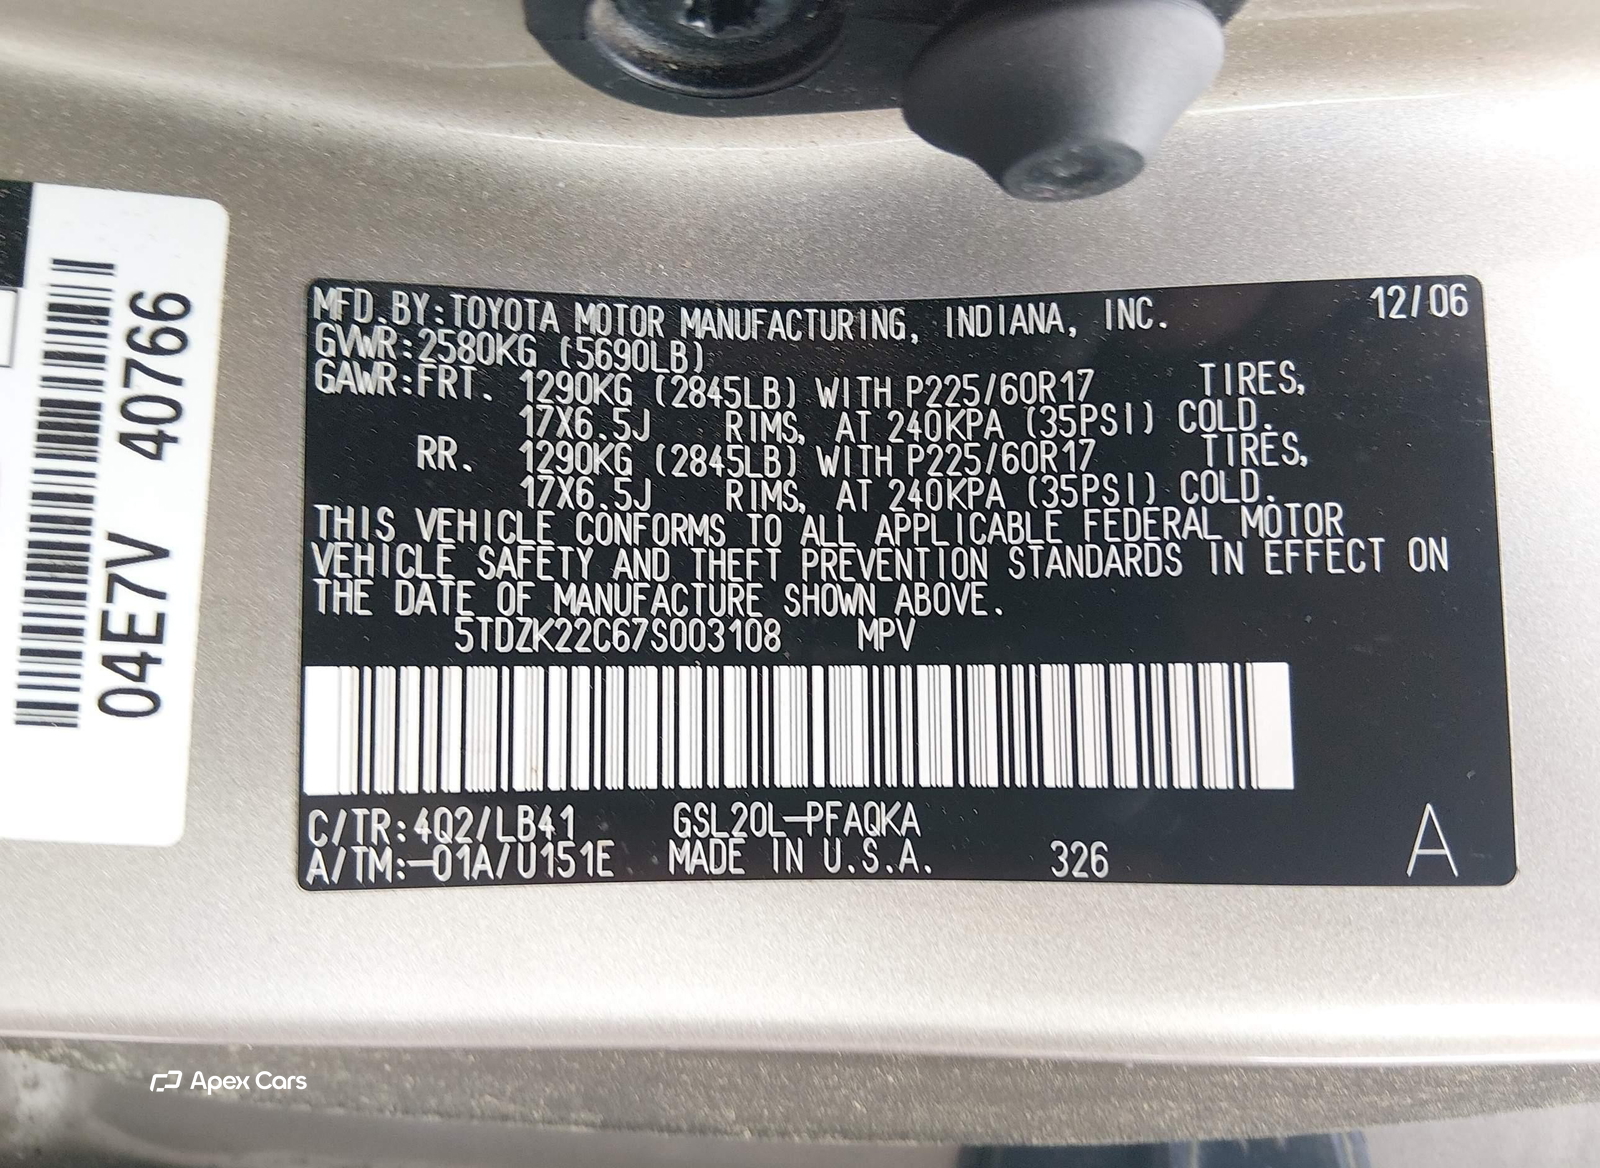 04E7V 40766
MFD.BY:TOYOTA MOTOR MANUFACTURING, INDIANA, INC. 12/06
GVWR:2580KG (5690LB)
GAWR:FRT. 1290KG (2845LB) WITH P225/60R17 TIRES,
17X6.5J RIMS, AT 240KPA (35PSI) COLD.
RR. 1290KG (2845LB) WITH P225/60R17 TIRES,
17X6.5J RIMS, AT 240KPA (35PSI) COLD.
THIS VEHICLE CONFORMS TO ALL APPLICABLE FEDERAL MOTOR
VEHICLE SAFETY AND THEFT PREVENTION STANDARDS IN EFFECT ON
THE DATE OF MANUFACTURE SHOWN ABOVE.
5TDZK22C67S003108 MPV
C/TR:4Q2/LB41 GSL20L-PFAQKA
A/TM:-01A/U151E MADE IN U.S.A. 326 A
Apex Cars